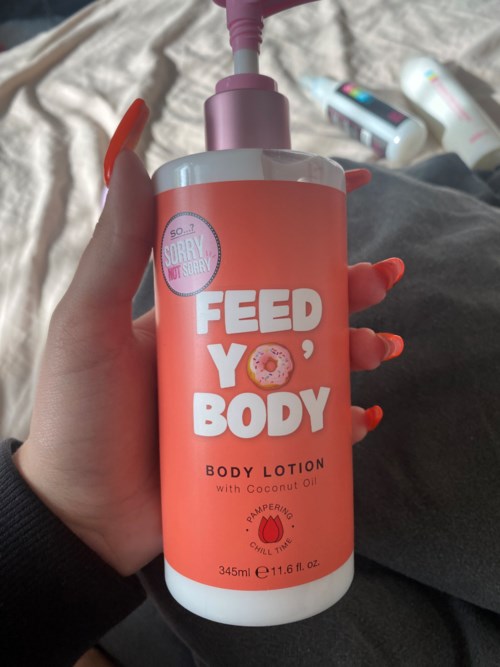 SO...?
SORRY
NOT SORRY
FEED
YO'
BODY
BODY LOTION
with Coconut Oil
PAMPERING
CHILL TIME
345ml ℮ 11.6 fl. oz.